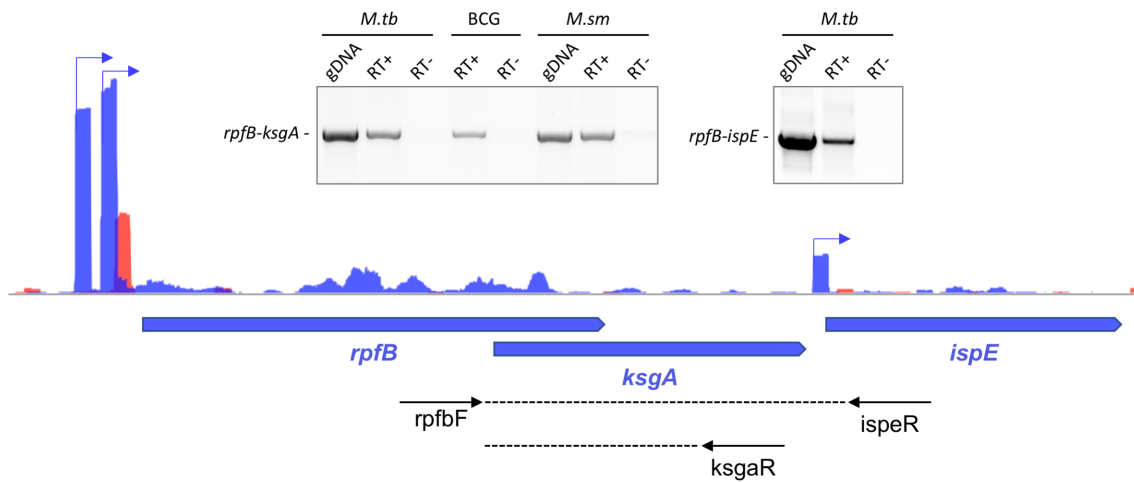 M.tb BCG M.sm M.tb
gDNA RT+ RT- RT+ RT- gDNA RT+ RT- gDNA RT+ RT-
rpfB-ksgA - rpfB-ispE -
rpfB ispE
ksgA
rpfbF ispeR
ksgaR